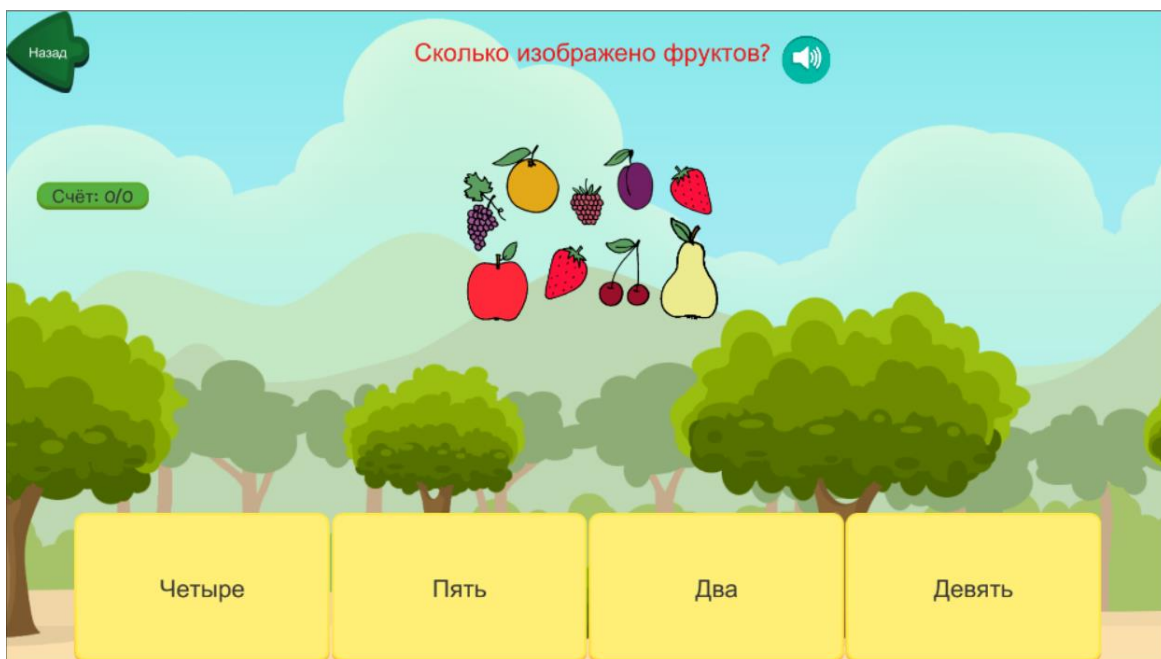 Назад
Сколько изображено фруктов?
Счёт: 0/0
Четыре
Пять
Два
Девять